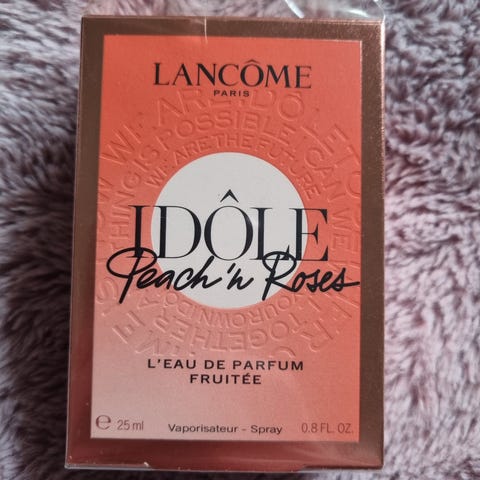 LANCÔME
PARIS
IDÔLE
Peach 'n Roses
L'EAU DE PARFUM
FRUITÉE
℮ 25 ml
Vaporisateur - Spray
0.8 FL. OZ.